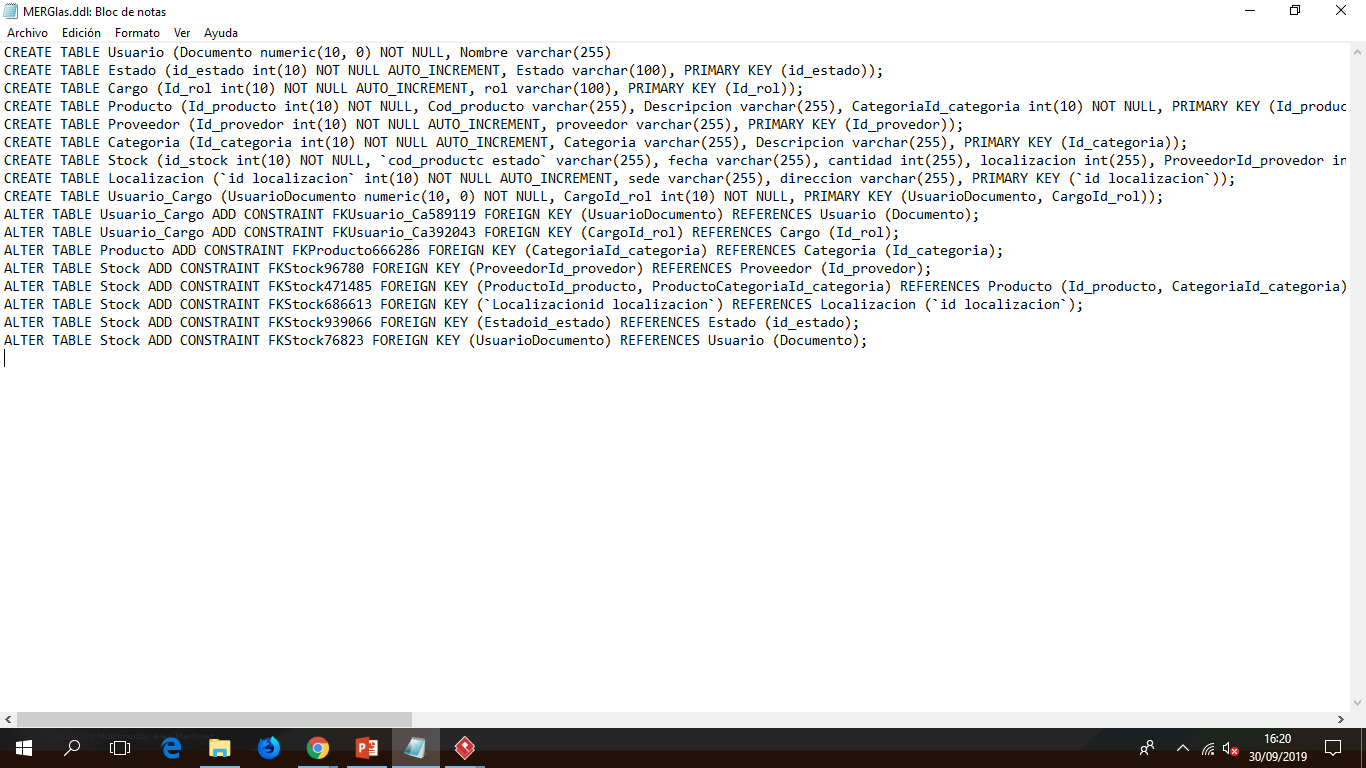 MERGlas.ddl: Bloc de notas
Archivo Edición Formato Ver Ayuda
CREATE TABLE Usuario (Documento numeric(10, 0) NOT NULL, Nombre varchar(255)
CREATE TABLE Estado (id_estado int(10) NOT NULL AUTO_INCREMENT, Estado varchar(100), PRIMARY KEY (id_estado));
CREATE TABLE Cargo (Id_rol int(10) NOT NULL AUTO_INCREMENT, rol varchar(100), PRIMARY KEY (Id_rol));
CREATE TABLE Producto (Id_producto int(10) NOT NULL, Cod_producto varchar(255), Descripcion varchar(255), CategoriaId_categoria int(10) NOT NULL, PRIMARY KEY (Id_produc
CREATE TABLE Proveedor (Id_provedor int(10) NOT NULL AUTO_INCREMENT, proveedor varchar(255), PRIMARY KEY (Id_provedor));
CREATE TABLE Categoria (Id_categoria int(10) NOT NULL AUTO_INCREMENT, Categoria varchar(255), Descripcion varchar(255), PRIMARY KEY (Id_categoria));
CREATE TABLE Stock (id_stock int(10) NOT NULL, `cod_productc estado` varchar(255), fecha varchar(255), cantidad int(255), localizacion int(255), ProveedorId_provedor in
CREATE TABLE Localizacion (`id localizacion` int(10) NOT NULL AUTO_INCREMENT, sede varchar(255), direccion varchar(255), PRIMARY KEY (`id localizacion`));
CREATE TABLE Usuario_Cargo (UsuarioDocumento numeric(10, 0) NOT NULL, CargoId_rol int(10) NOT NULL, PRIMARY KEY (UsuarioDocumento, CargoId_rol));
ALTER TABLE Usuario_Cargo ADD CONSTRAINT FKUsuario_Ca589119 FOREIGN KEY (UsuarioDocumento) REFERENCES Usuario (Documento);
ALTER TABLE Usuario_Cargo ADD CONSTRAINT FKUsuario_Ca392043 FOREIGN KEY (CargoId_rol) REFERENCES Cargo (Id_rol);
ALTER TABLE Producto ADD CONSTRAINT FKProducto666286 FOREIGN KEY (CategoriaId_categoria) REFERENCES Categoria (Id_categoria);
ALTER TABLE Stock ADD CONSTRAINT FKStock96780 FOREIGN KEY (ProveedorId_provedor) REFERENCES Proveedor (Id_provedor);
ALTER TABLE Stock ADD CONSTRAINT FKStock471485 FOREIGN KEY (ProductoId_producto, ProductoCategoriaId_categoria) REFERENCES Producto (Id_producto, CategoriaId_categoria)
ALTER TABLE Stock ADD CONSTRAINT FKStock686613 FOREIGN KEY (`Localizacionid localizacion`) REFERENCES Localizacion (`id localizacion`);
ALTER TABLE Stock ADD CONSTRAINT FKStock939066 FOREIGN KEY (Estadoid_estado) REFERENCES Estado (id_estado);
ALTER TABLE Stock ADD CONSTRAINT FKStock76823 FOREIGN KEY (UsuarioDocumento) REFERENCES Usuario (Documento);
16:20
30/09/2019